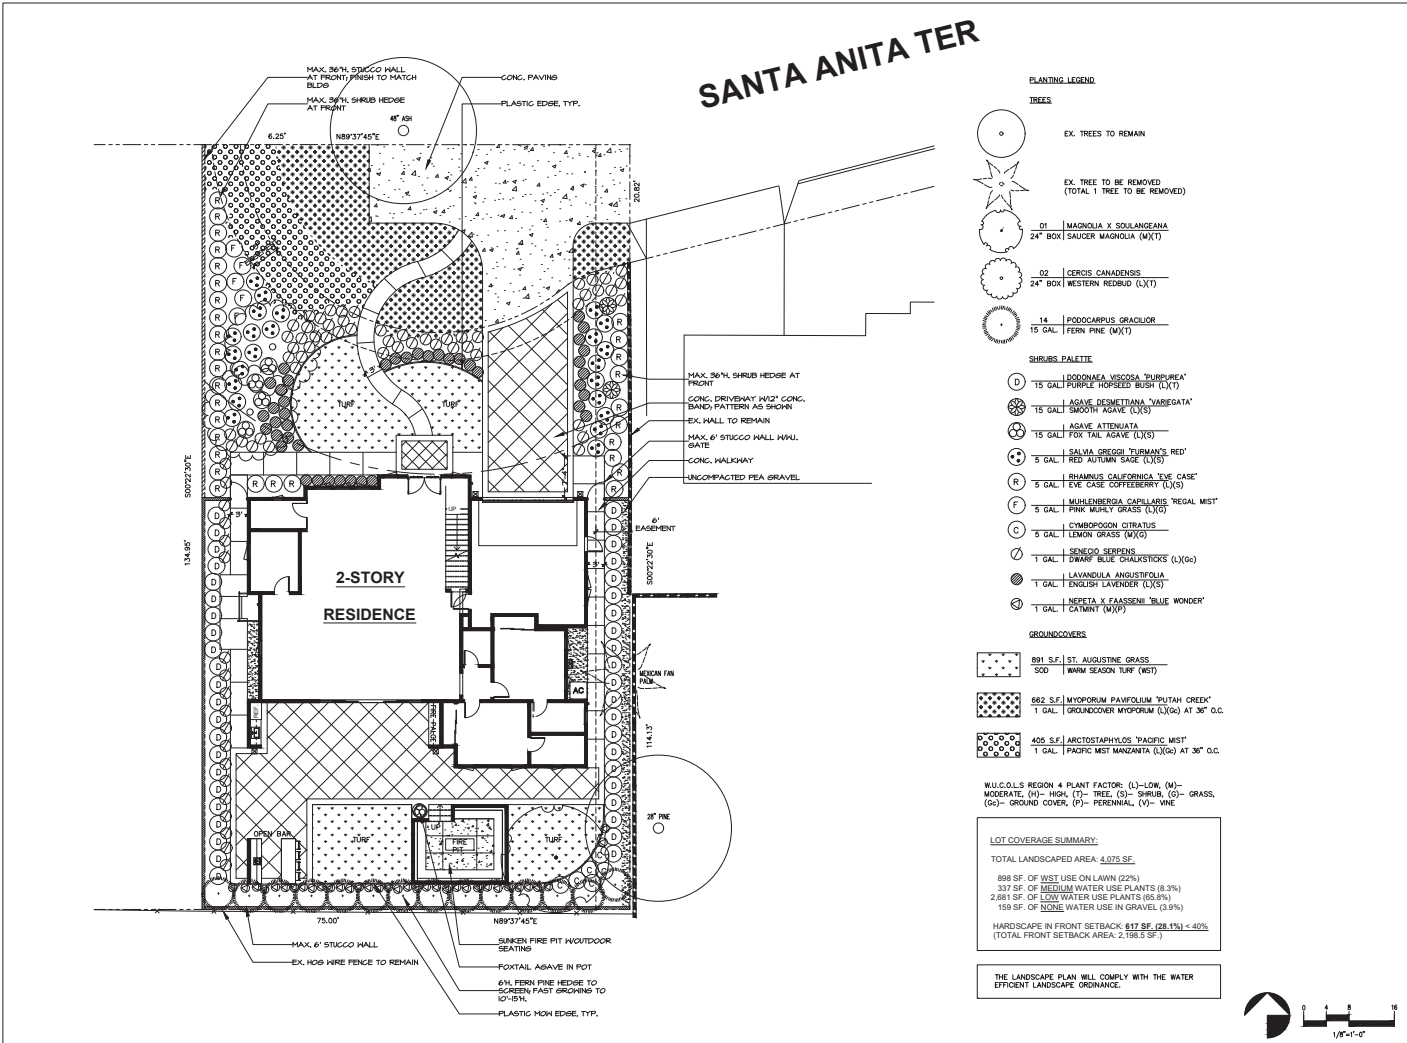 SANTA ANITA TER
MAX. 36"H. STUCCO WALL
AT FRONT; FINISH TO MATCH
BLDG
MAX. 36"H. SHRUB HEDGE
AT FRONT
CONC. PAVING
PLASTIC EDGE, TYP.
48" ASH
6.25'
N89°37'45"E
20.82'
TURF
TURF
3'
MAX. 36"H. SHRUB HEDGE AT
FRONT
CONC. DRIVEWAY W/12" CONC.
BAND; PATTERN AS SHOWN
EX. WALL TO REMAIN
MAX. 6' STUCCO WALL W/W.I.
GATE
CONC. WALKWAY
UNCOMPACTED PEA GRAVEL
6'
EASEMENT
S00°22'30"E
134.95'
S00°22'30"E
114.13'
3'
3'
UP
2-STORY
RESIDENCE
MEXICAN FAN
PALM
AC
REF
FIRE PLACE
28" PINE
OPEN BAR
TURF
UP
FIRE
PIT
TURF
75.00'
N89°37'45"E
MAX. 6' STUCCO WALL
EX. HOG WIRE FENCE TO REMAIN
SUNKEN FIRE PIT W/OUTDOOR
SEATING
FOXTAIL AGAVE IN POT
6'H. FERN PINE HEDGE TO
SCREEN; FAST GROWING TO
10'-15'H.
PLASTIC MOW EDGE, TYP.
PLANTING LEGEND
TREES
EX. TREES TO REMAIN
EX. TREE TO BE REMOVED
(TOTAL 1 TREE TO BE REMOVED)
01 MAGNOLIA X SOULANGEANA
24" BOX SAUCER MAGNOLIA (M)(T)
02 CERCIS CANADENSIS
24" BOX WESTERN REDBUD (L)(T)
14 PODOCARPUS GRACILIOR
15 GAL. FERN PINE (M)(T)
SHRUBS PALETTE
D DODONAEA VISCOSA 'PURPUREA'
15 GAL. PURPLE HOPSEED BUSH (L)(T)
AGAVE DESMETTIANA 'VARIEGATA'
15 GAL. SMOOTH AGAVE (L)(S)
AGAVE ATTENUATA
15 GAL. FOX TAIL AGAVE (L)(S)
SALVIA GREGGII 'FURMAN'S RED'
5 GAL. RED AUTUMN SAGE (L)(S)
R RHAMNUS CALIFORNICA 'EVE CASE'
5 GAL. EVE CASE COFFEEBERRY (L)(S)
F MUHLENBERGIA CAPILLARIS 'REGAL MIST'
5 GAL. PINK MUHLY GRASS (L)(G)
C CYMBOPOGON CITRATUS
5 GAL. LEMON GRASS (M)(G)
SENECIO SERPENS
1 GAL. DWARF BLUE CHALKSTICKS (L)(Gc)
LAVANDULA ANGUSTIFOLIA
1 GAL. ENGLISH LAVENDER (L)(S)
NEPETA X FAASSENII 'BLUE WONDER'
1 GAL. CATMINT (M)(P)
GROUNDCOVERS
891 S.F. ST. AUGUSTINE GRASS
SOD WARM SEASON TURF (WST)
662 S.F. MYOPORUM PAVIFOLIUM 'PUTAH CREEK'
1 GAL. GROUNDCOVER MYOPORUM (L)(Gc) AT 36" O.C.
405 S.F. ARCTOSTAPHYLOS 'PACIFIC MIST'
1 GAL. PACIFIC MIST MANZANITA (L)(Gc) AT 36" O.C.
W.U.C.O.L.S REGION 4 PLANT FACTOR: (L)-LOW, (M)-
MODERATE, (H)- HIGH, (T)- TREE, (S)- SHRUB, (G)- GRASS,
(Gc)- GROUND COVER, (P)- PERENNIAL, (V)- VINE
LOT COVERAGE SUMMARY:
TOTAL LANDSCAPED AREA: 4,075 SF.
898 SF. OF WST USE ON LAWN (22%)
337 SF. OF MEDIUM WATER USE PLANTS (8.3%)
2,681 SF. OF LOW WATER USE PLANTS (65.8%)
159 SF. OF NONE WATER USE IN GRAVEL (3.9%)
HARDSCAPE IN FRONT SETBACK: 617 SF. (28.1%) < 40%
(TOTAL FRONT SETBACK AREA: 2,198.5 SF.)
THE LANDSCAPE PLAN WILL COMPLY WITH THE WATER
EFFICIENT LANDSCAPE ORDINANCE.
0 4 8 16
1/8"=1'-0"